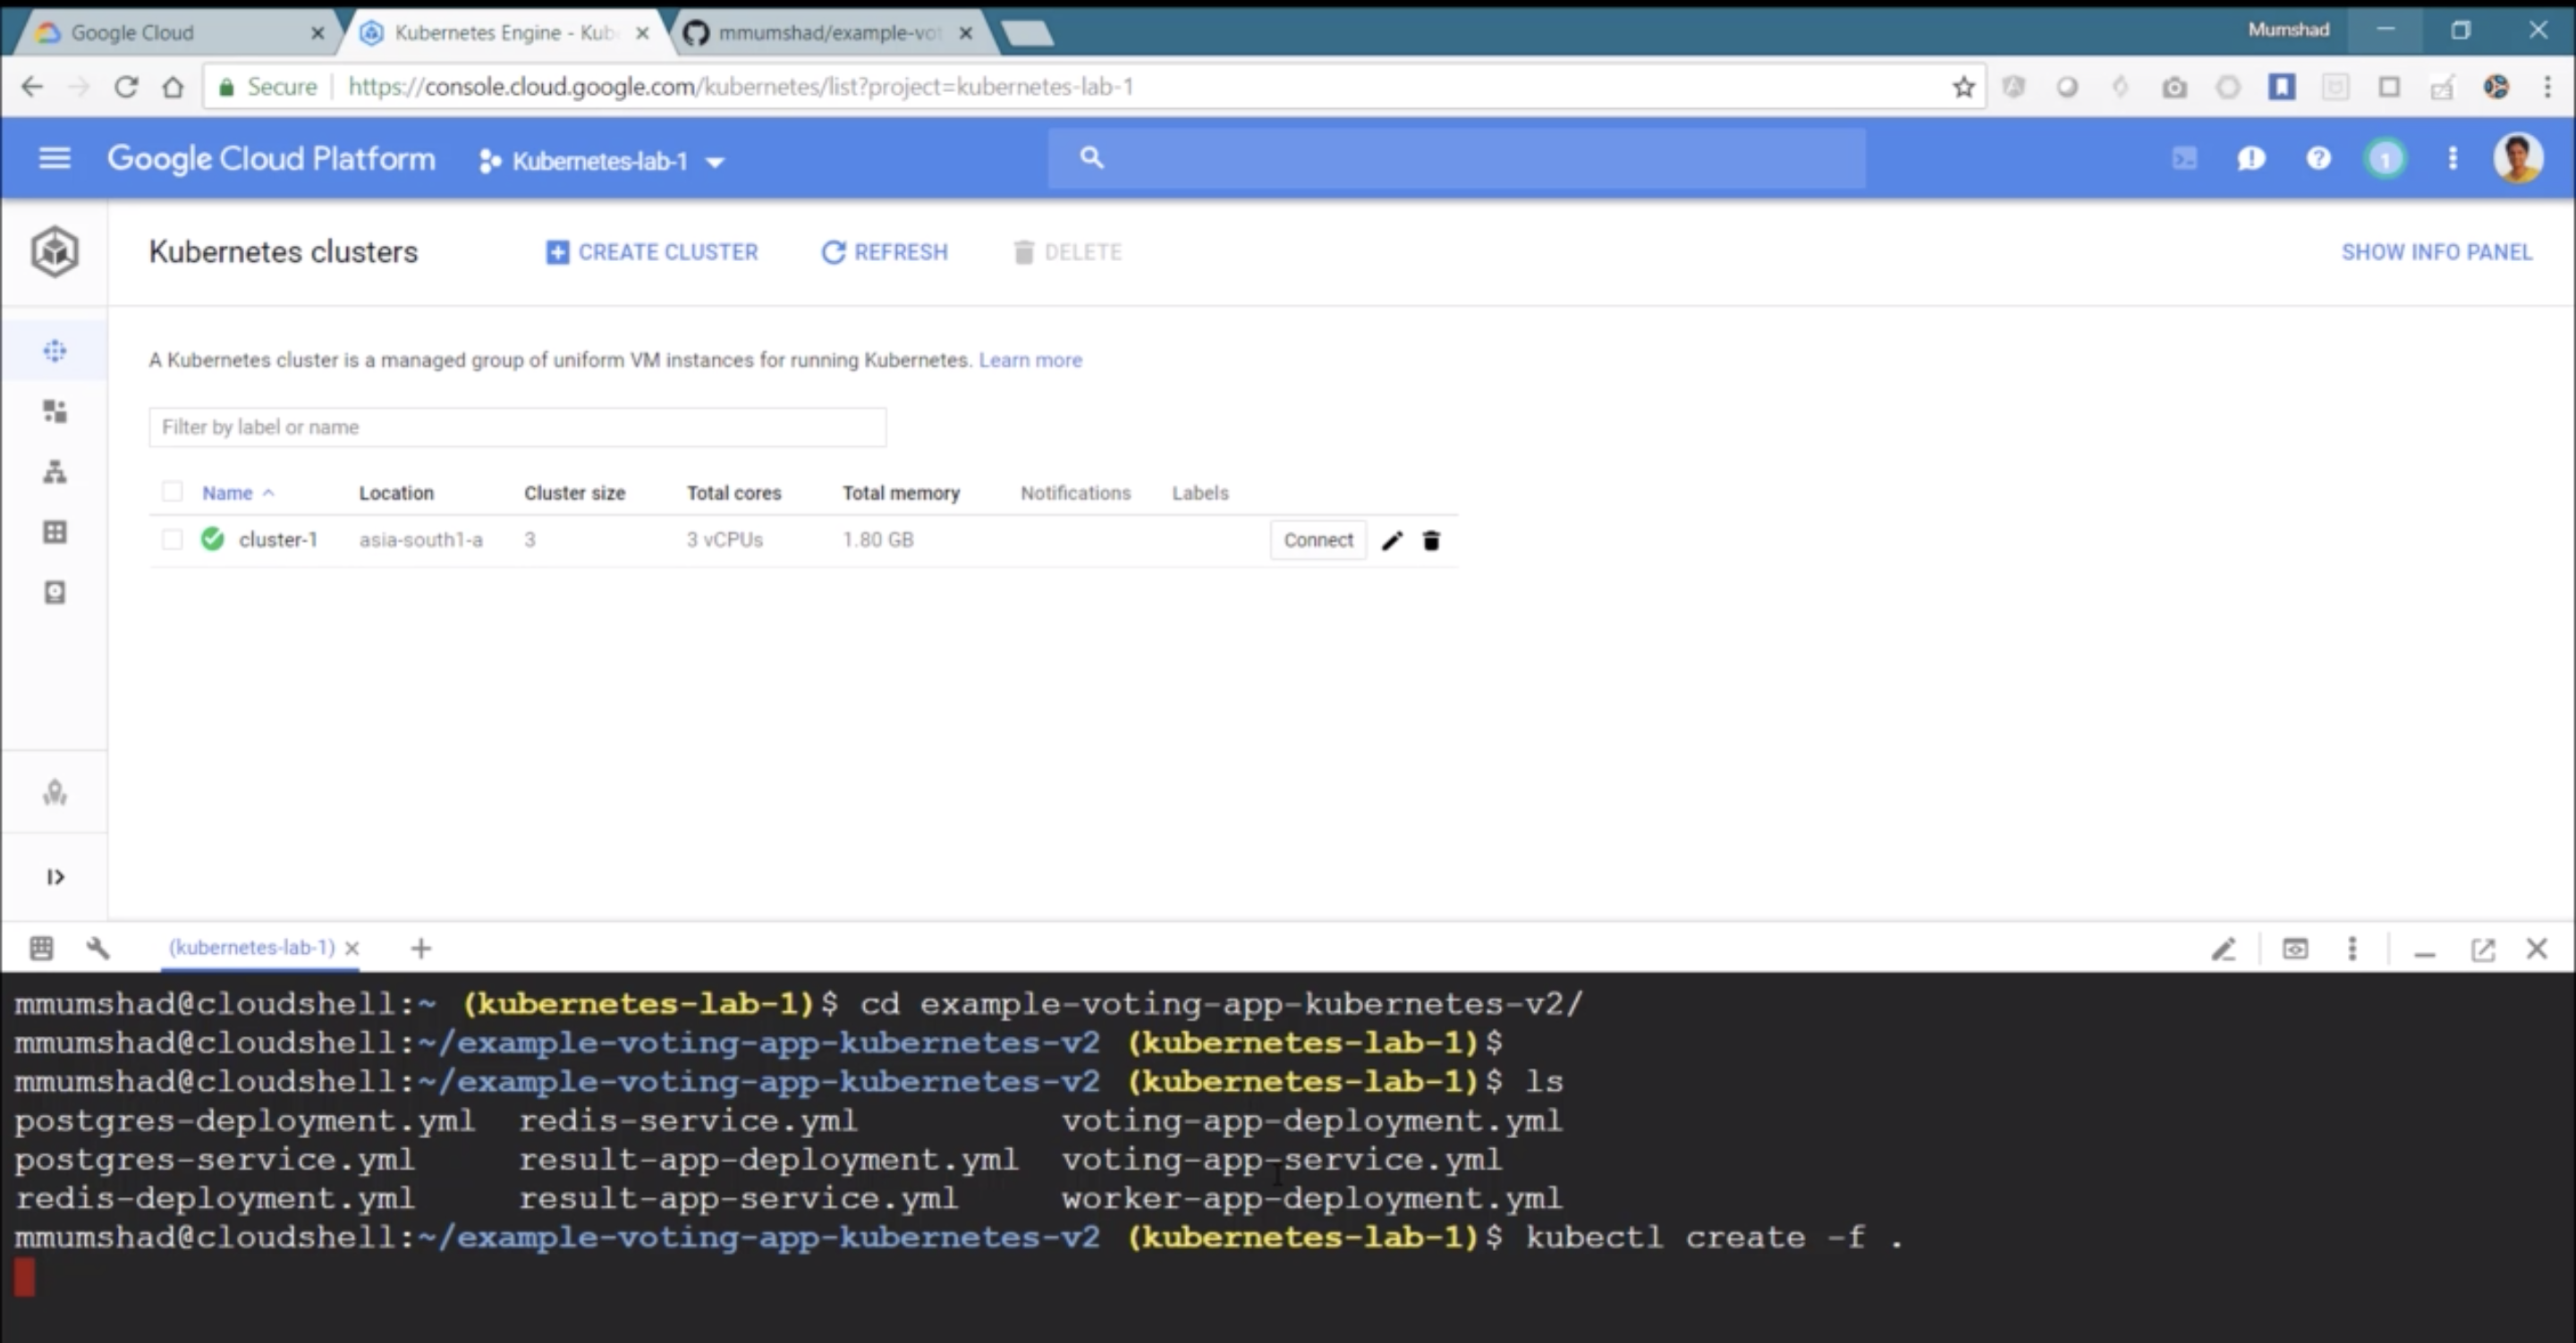 Google Cloud
Kubernetes Engine - Kub
mmumshad/example-vot
Mumshad
Secure
https://console.cloud.google.com/kubernetes/list?project=kubernetes-lab-1
Google Cloud Platform
Kubernetes-lab-1
1
Kubernetes clusters
CREATE CLUSTER
REFRESH
DELETE
SHOW INFO PANEL
A Kubernetes cluster is a managed group of uniform VM instances for running Kubernetes. Learn more
Filter by label or name
Name Location Cluster size Total cores Total memory Notifications Labels
cluster-1 asia-south1-a 3 3 vCPUs 1.80 GB Connect
(kubernetes-lab-1)
mmumshad@cloudshell:~ (kubernetes-lab-1)$ cd example-voting-app-kubernetes-v2/
mmumshad@cloudshell:~/example-voting-app-kubernetes-v2 (kubernetes-lab-1)$
mmumshad@cloudshell:~/example-voting-app-kubernetes-v2 (kubernetes-lab-1)$ ls
postgres-deployment.yml redis-service.yml voting-app-deployment.yml
postgres-service.yml result-app-deployment.yml voting-app-service.yml
redis-deployment.yml result-app-service.yml worker-app-deployment.yml
mmumshad@cloudshell:~/example-voting-app-kubernetes-v2 (kubernetes-lab-1)$ kubectl create -f .